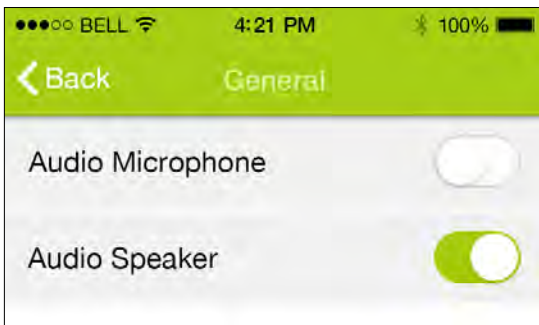 BELL 4:21 PM 100%
Back General
Audio Microphone
Audio Speaker